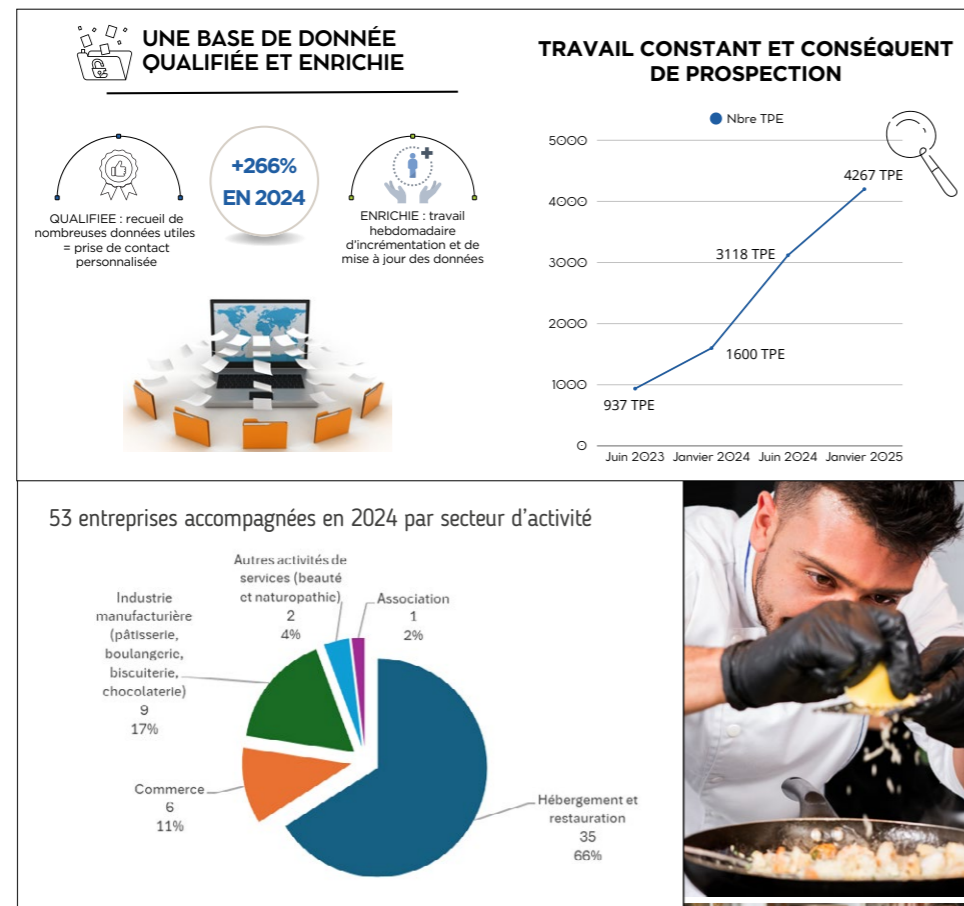 UNE BASE DE DONNÉE
QUALIFIÉE ET ENRICHIE
+266%
EN 2024
QUALIFIEE : recueil de
nombreuses données utiles
= prise de contact
personnalisée
ENRICHIE : travail
hebdomadaire
d'incrémentation et de
mise à jour des données
TRAVAIL CONSTANT ET CONSÉQUENT
DE PROSPECTION
Nbre TPE
5000
4000
3000
2000
1000
0
937 TPE
1600 TPE
3118 TPE
4267 TPE
Juin 2023
Janvier 2024
Juin 2024
Janvier 2025
53 entreprises accompagnées en 2024 par secteur d'activité
Autres activités de
services (beauté
et naturopathie)
2
4%
Association
1
2%
Industrie
manufacturière
(pâtisserie,
boulangerie,
biscuiterie,
chocolaterie)
9
17%
Commerce
6
11%
Hébergement et
restauration
35
66%